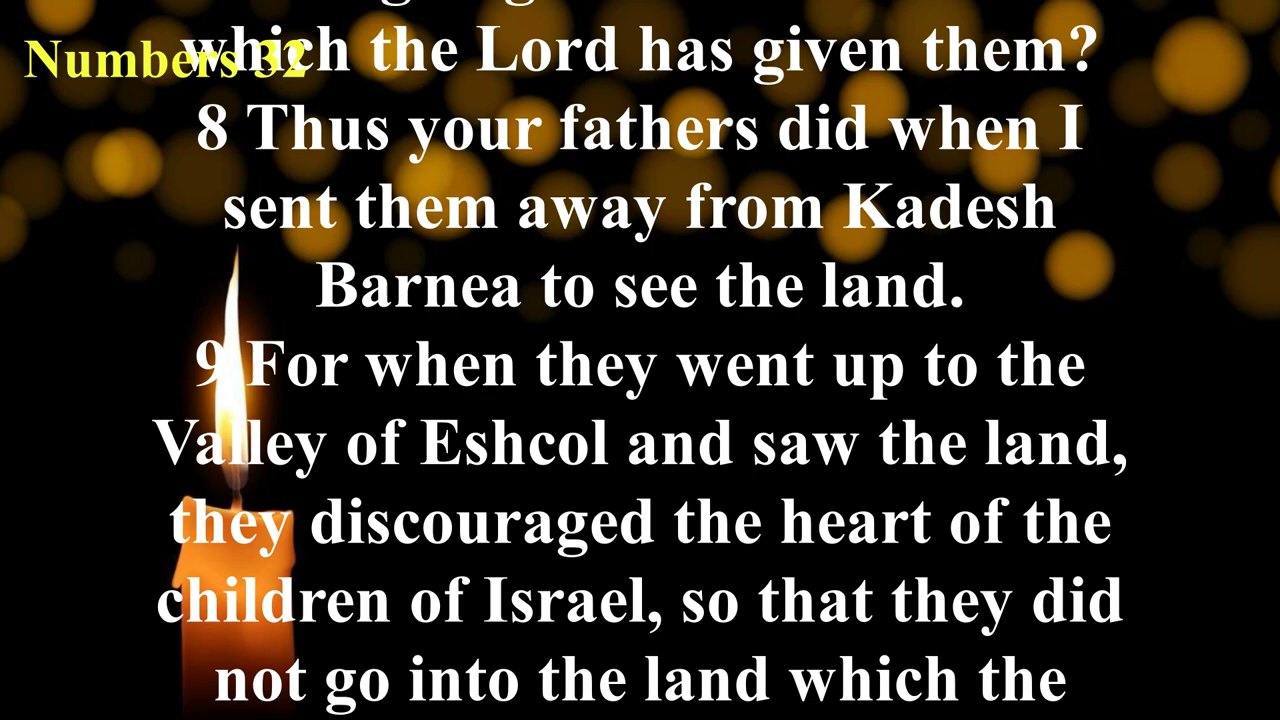 Numbers 32
which the Lord has given them?
8 Thus your fathers did when I
sent them away from Kadesh
Barnea to see the land.
9 For when they went up to the
Valley of Eshcol and saw the land,
they discouraged the heart of the
children of Israel, so that they did
not go into the land which the